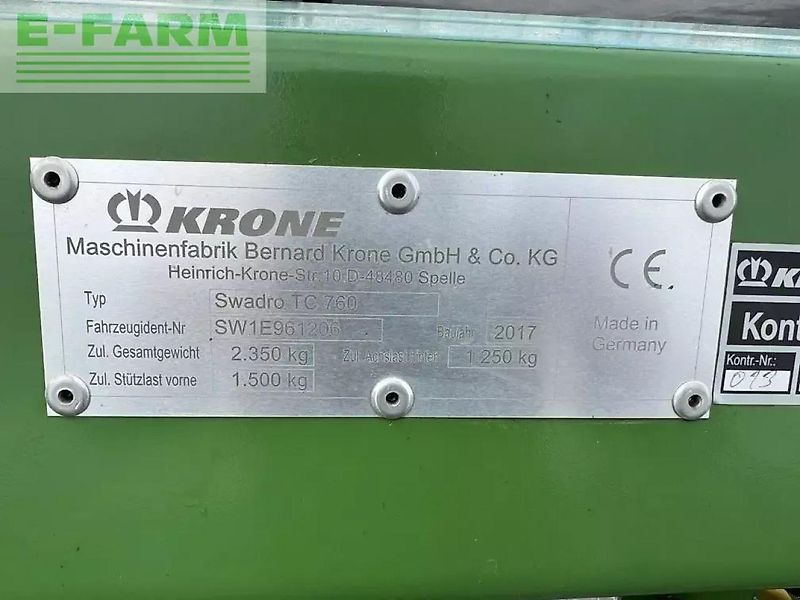 E-FARM
KRONE
Maschinenfabrik Bernard Krone GmbH & Co. KG
Heinrich-Krone-Str. 10, D-48480 Spelle
Typ Swadro TC 760
Fahrzeugident-Nr SW1E961206 Baujahr 2017
Zul. Gesamtgewicht 2.350 kg Zul. Achslast hinten 1.250 kg
Zul. Stützlast vorne 1.500 kg
CE
Made in
Germany
Kontr.-Nr.:
013